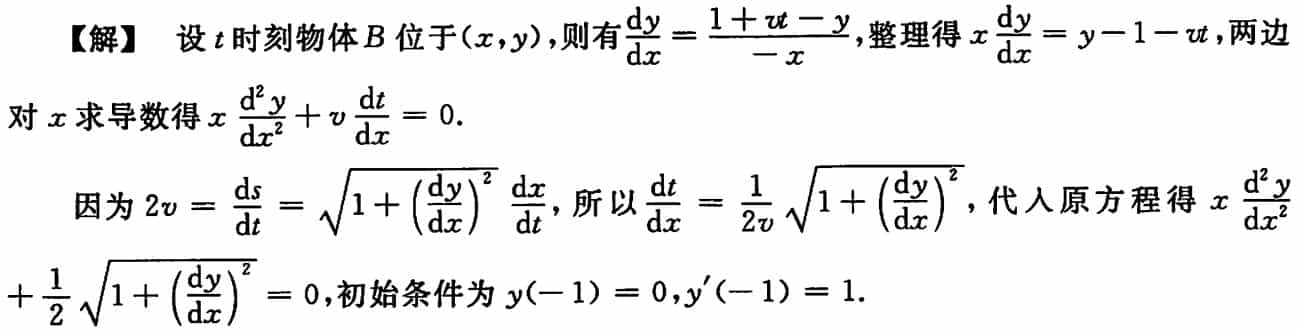 【解】 设 t 时刻物体 B 位于(x,y),则有dy/dx = (1+vt-y)/(-x),整理得 x dy/dx = y-1-vt,两边
对 x 求导数得 x d²y/dx² + v dt/dx = 0.
因为 2v = ds/dt = √(1+(dy/dx)²) dx/dt, 所以 dt/dx = 1/(2v) √(1+(dy/dx)²), 代入原方程得 x d²y/dx²
+ 1/2 √(1+(dy/dx)²) = 0,初始条件为 y(-1) = 0,y′(-1) = 1.